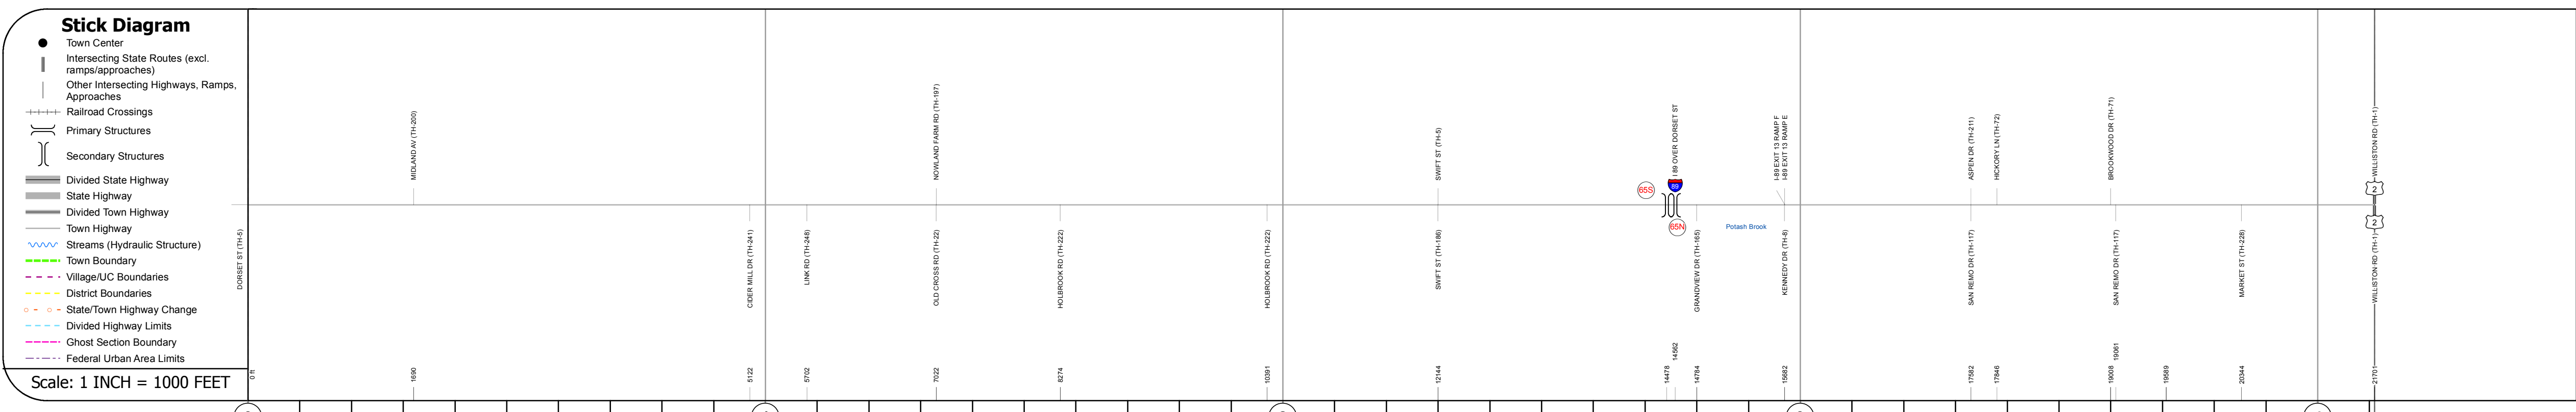 Stick Diagram
Town Center
Intersecting State Routes (excl.
ramps/approaches)
Other Intersecting Highways, Ramps,
Approaches
Railroad Crossings
Primary Structures
Secondary Structures
Divided State Highway
State Highway
Divided Town Highway
Town Highway
Streams (Hydraulic Structure)
Town Boundary
Village/UC Boundaries
District Boundaries
State/Town Highway Change
Divided Highway Limits
Ghost Section Boundary
Federal Urban Area Limits
Scale: 1 INCH = 1000 FEET
DORSET ST (TH-5)
MIDLAND AV (TH-200)
CIDER MILL DR (TH-241)
LINK RD (TH-248)
NOWLAND FARM RD (TH-197)
OLD CROSS RD (TH-22)
HOLBROOK RD (TH-222)
HOLBROOK RD (TH-222)
SWIFT ST (TH-5)
SWIFT ST (TH-186)
65S
I 89 OVER DORSET ST
89
65N
GRANDVIEW DR (TH-165)
Potash Brook
I-89 EXIT 13 RAMP F
I-89 EXIT 13 RAMP E
KENNEDY DR (TH-8)
ASPEN DR (TH-211)
SAN REMO DR (TH-117)
HICKORY LN (TH-72)
BROOKWOOD DR (TH-71)
SAN REMO DR (TH-117)
MARKET ST (TH-228)
WILLISTON RD (TH-1)
2
2
WILLISTON RD (TH-1)
0 ft
1690
5122
5702
7022
8274
10391
12144
14478
14562
14784
15682
17582
17846
19008
19061
19589
20344
21701